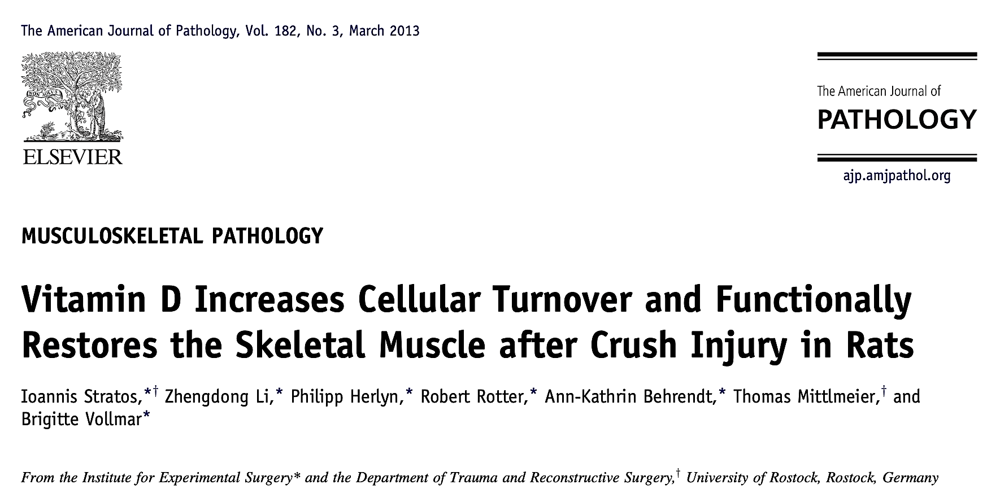 The American Journal of Pathology, Vol. 182, No. 3, March 2013
NON SOLUS
ELSEVIER
The American Journal of
PATHOLOGY
ajp.amjpathol.org
MUSCULOSKELETAL PATHOLOGY
Vitamin D Increases Cellular Turnover and Functionally
Restores the Skeletal Muscle after Crush Injury in Rats
Ioannis Stratos,*† Zhengdong Li,* Philipp Herlyn,* Robert Rotter,* Ann-Kathrin Behrendt,* Thomas Mittlmeier,† and
Brigitte Vollmar*
From the Institute for Experimental Surgery* and the Department of Trauma and Reconstructive Surgery,† University of Rostock, Rostock, Germany